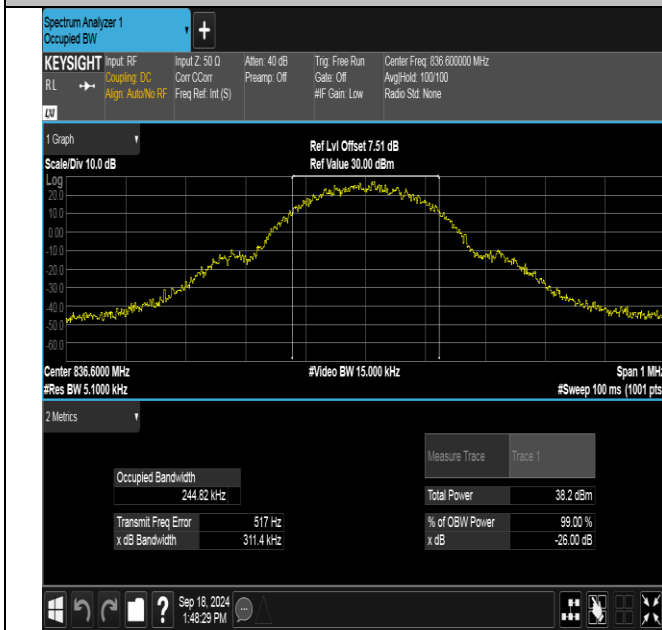 Spectrum Analyzer 1
Occupied BW
+
KEYSIGHT Input: RF Input Z: 50 Ω Atten: 40 dB Trig: Free Run Center Freq: 836.600000 MHz
RL Coupling: DC Corr CCorr Preamp: Off Gate: Off Avg|Hold: 100/100
Align: Auto/No RF Freq Ref: Int (S) #IF Gain: Low Radio Std: None
LXI
1 Graph
Ref Lvl Offset 7.51 dB
Scale/Div 10.0 dB Ref Value 30.00 dBm
Log
20.0
10.0
0.00
-10.0
-20.0
-30.0
-40.0
-50.0
-60.0
Center 836.6000 MHz #Video BW 15.000 kHz Span 1 MHz
#Res BW 5.1000 kHz #Sweep 100 ms (1001 pts
2 Metrics
Measure Trace Trace 1
Occupied Bandwidth
244.82 kHz
Total Power 38.2 dBm
Transmit Freq Error 517 Hz % of OBW Power 99.00 %
x dB Bandwidth 311.4 kHz x dB -26.00 dB
? Sep 18, 2024
1:48:29 PM